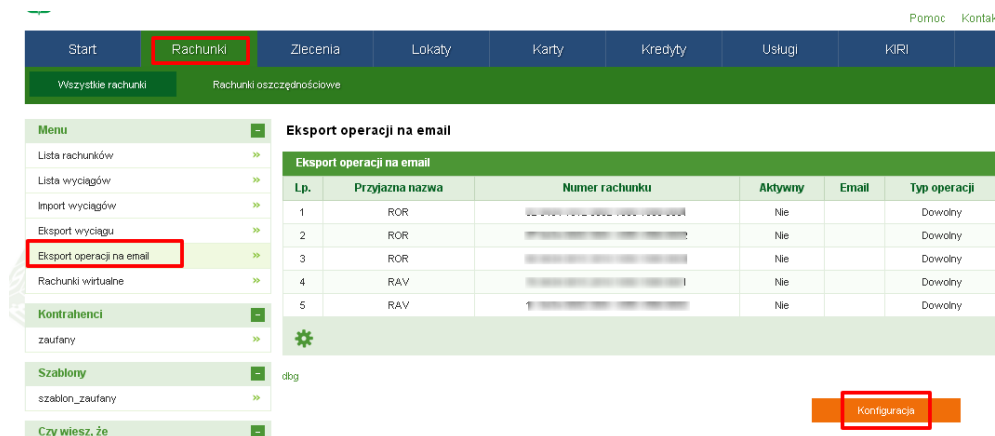 Pomoc Kontak
Start Rachunki Zlecenia Lokaty Karty Kredyty Usługi KIRI
Wszystkie rachunki Rachunki oszczędnościowe
Menu
Lista rachunków
Lista wyciągów
Import wyciągów
Eksport wyciągu
Eksport operacji na email
Rachunki wirtualne
Kontrahenci
zaufany
Szablony
szablon_zaufany
Czy wiesz, że
Eksport operacji na email
Eksport operacji na email
Lp. Przyjazna nazwa Numer rachunku Aktywny Email Typ operacji
1 ROR Nie Dowolny
2 ROR Nie Dowolny
3 ROR Nie Dowolny
4 RAV Nie Dowolny
5 RAV Nie Dowolny
dbg
Konfiguracja